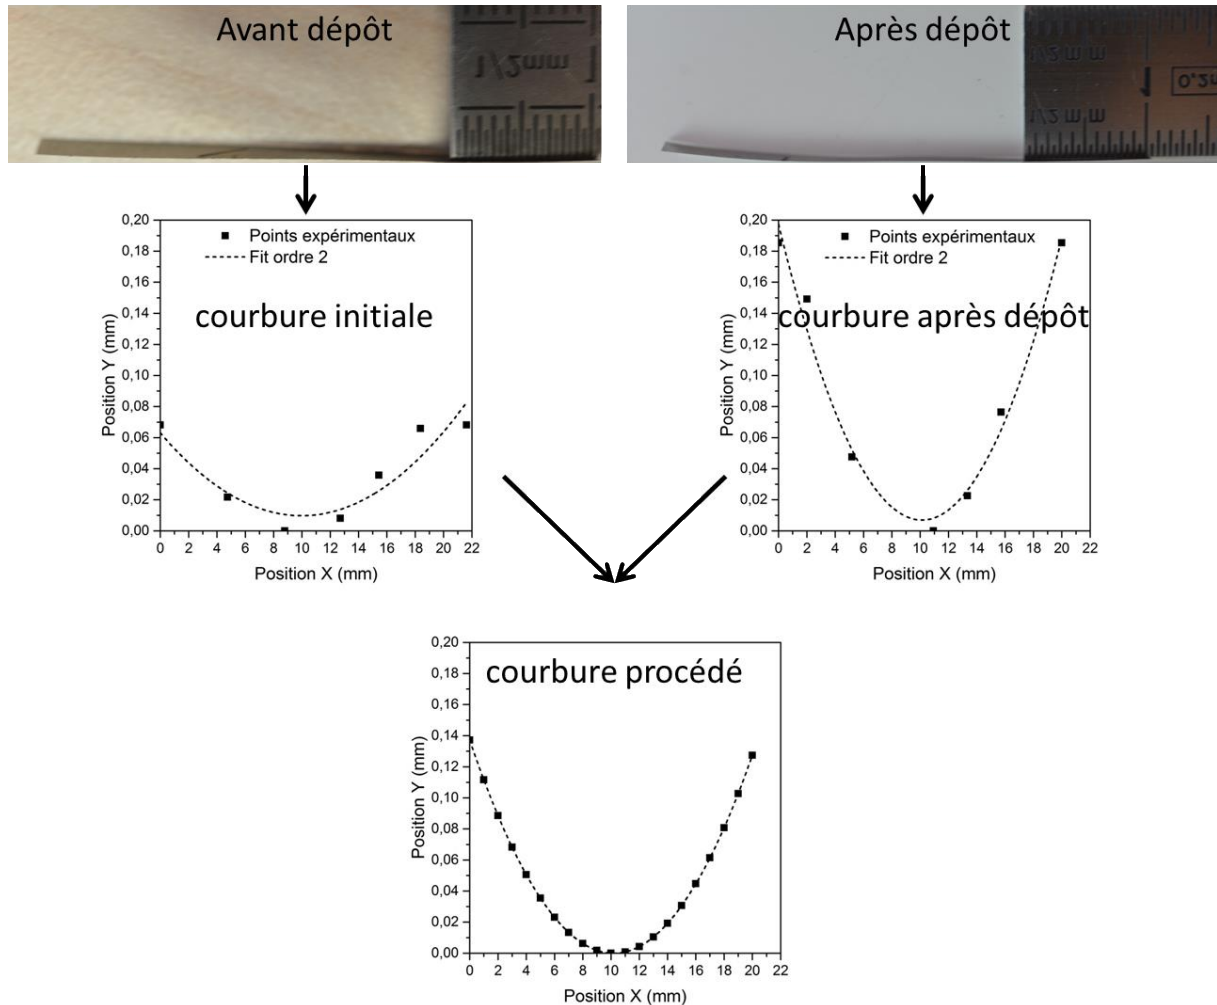 Avant dépôt
1/2mm
Après dépôt
1
0,2
0,20
0,18
0,16
0,14
0,12
0,10
0,08
0,06
0,04
0,02
0,00
Position Y (mm)
Points expérimentaux
Fit ordre 2
courbure initiale
0 2 4 6 8 10 12 14 16 18 20 22
Position X (mm)
0,20
0,18
0,16
0,14
0,12
0,10
0,08
0,06
0,04
0,02
0,00
Position Y (mm)
Points expérimentaux
Fit ordre 2
courbure après dépôt
0 2 4 6 8 10 12 14 16 18 20 22
Position X (mm)
0,20
0,18
0,16
0,14
0,12
0,10
0,08
0,06
0,04
0,02
0,00
Position Y (mm)
courbure procédé
0 2 4 6 8 10 12 14 16 18 20 22
Position X (mm)